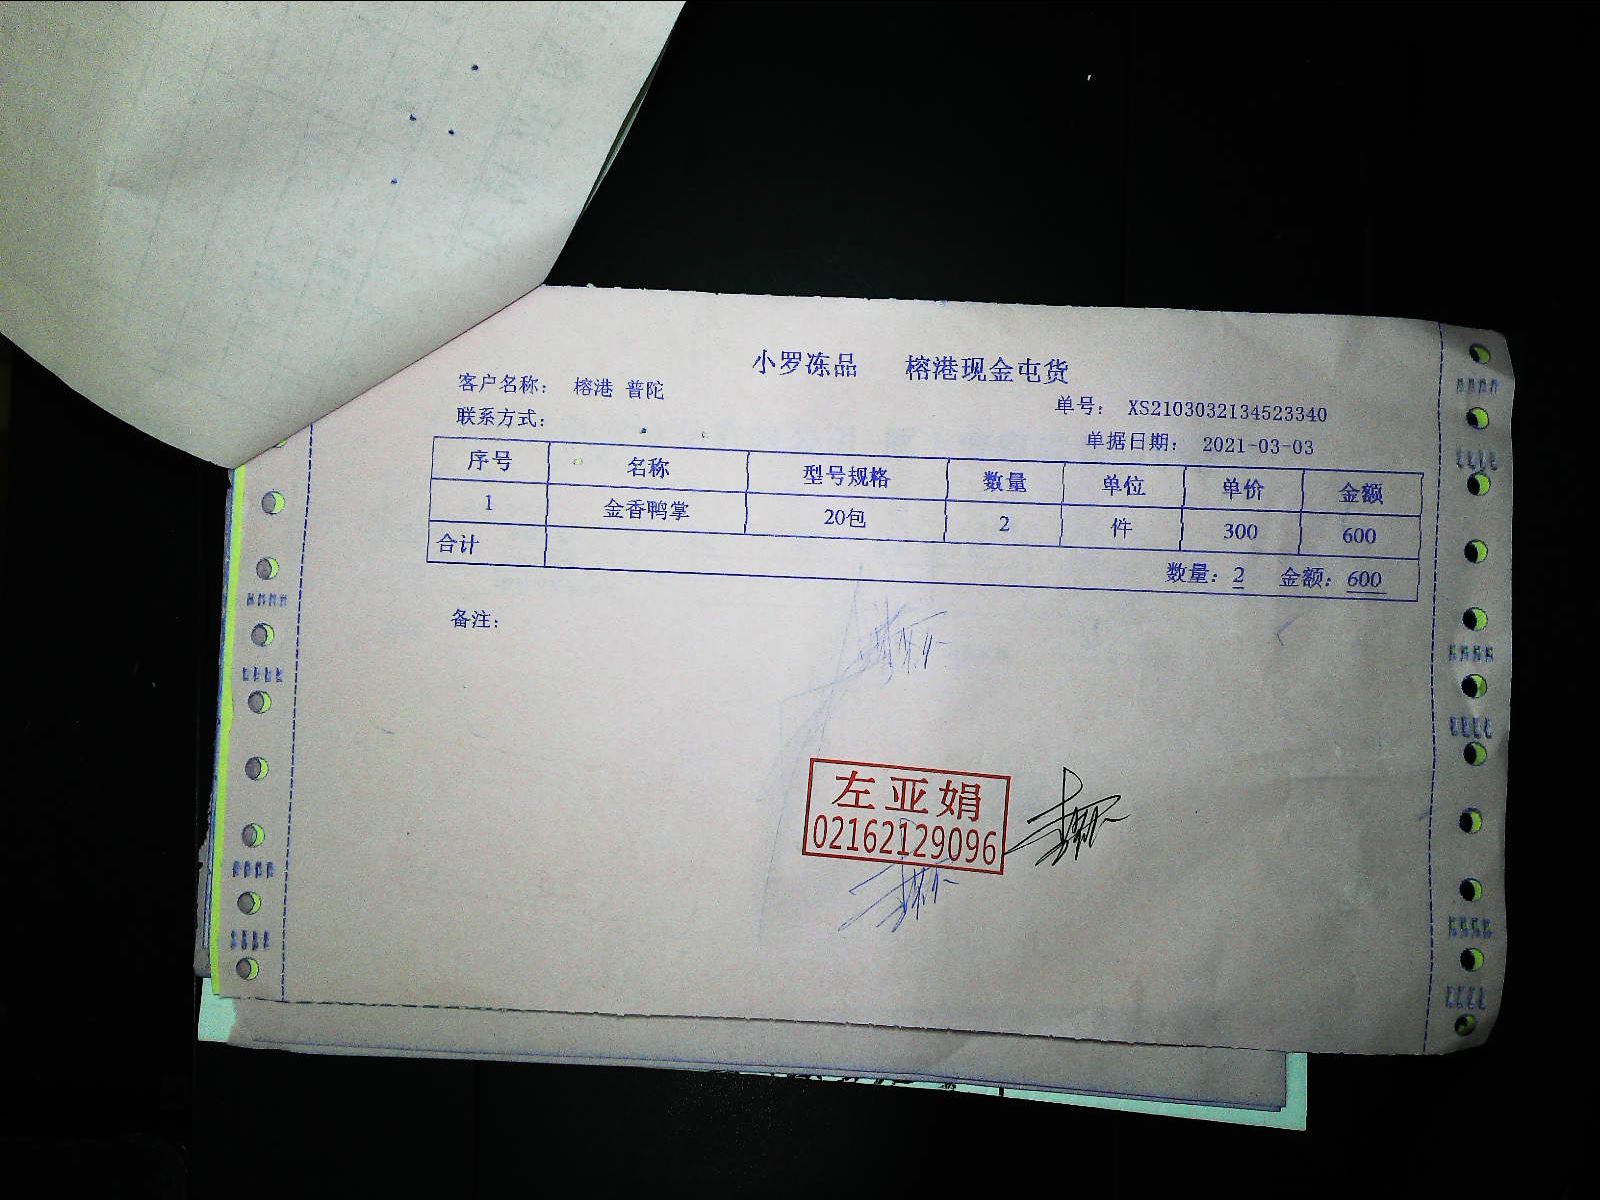 小罗冻品 榕港现金屯货
客户名称： 榕港 普陀
单号： XS2103032134523340
联系方式：
单据日期： 2021-03-03
序号 名称 型号规格 数量 单位 单价 金额
1 金香鸭掌 20包 2 件 300 600
合计 数量：2 金额：600
备注：
左亚娟
02162129096